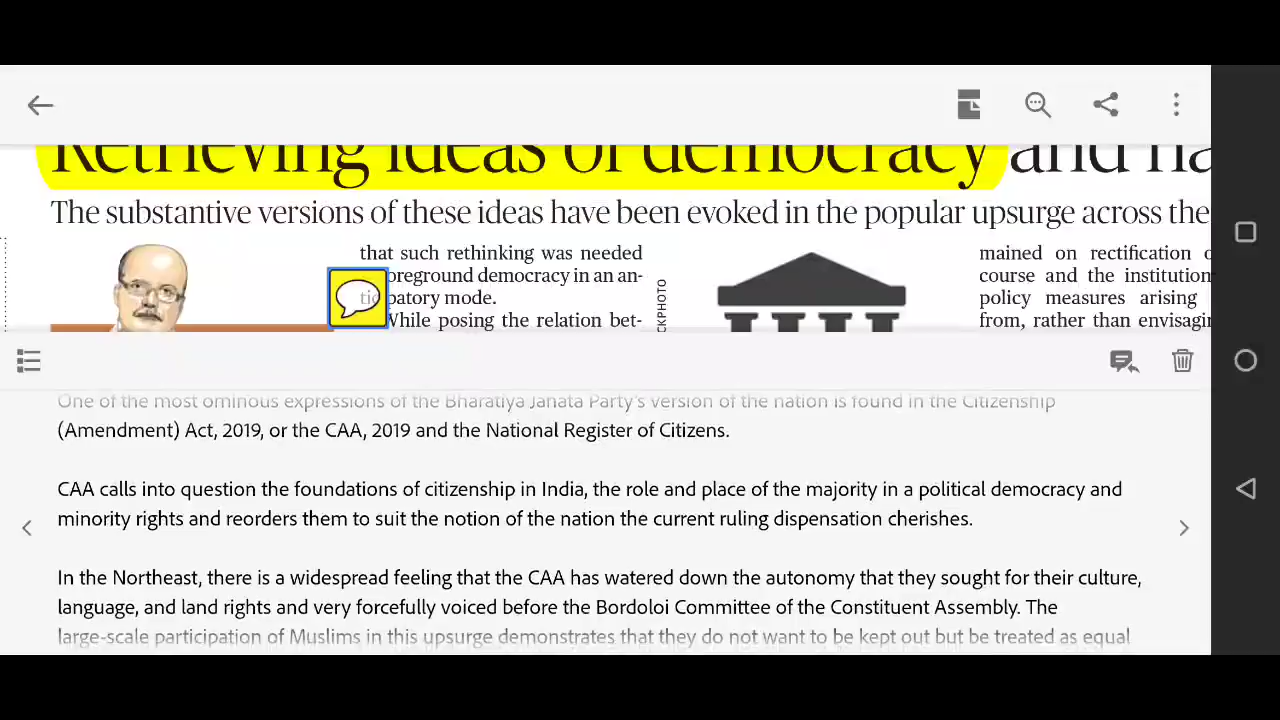 Retrieving ideas of democracy and na
The substantive versions of these ideas have been evoked in the popular upsurge across the
that such rethinking was needed
oreground democracy in an an-
patory mode.
While posing the relation bet-
CKPHOTO
mained on rectification o
course and the institution
policy measures arising
from, rather than envisagin
One of the most ominous expressions of the Bharatiya Janata Party's version of the nation is found in the Citizenship
(Amendment) Act, 2019, or the CAA, 2019 and the National Register of Citizens.
CAA calls into question the foundations of citizenship in India, the role and place of the majority in a political democracy and
minority rights and reorders them to suit the notion of the nation the current ruling dispensation cherishes.
In the Northeast, there is a widespread feeling that the CAA has watered down the autonomy that they sought for their culture,
language, and land rights and very forcefully voiced before the Bordoloi Committee of the Constituent Assembly. The
large-scale participation of Muslims in this upsurge demonstrates that they do not want to be kept out but be treated as equal